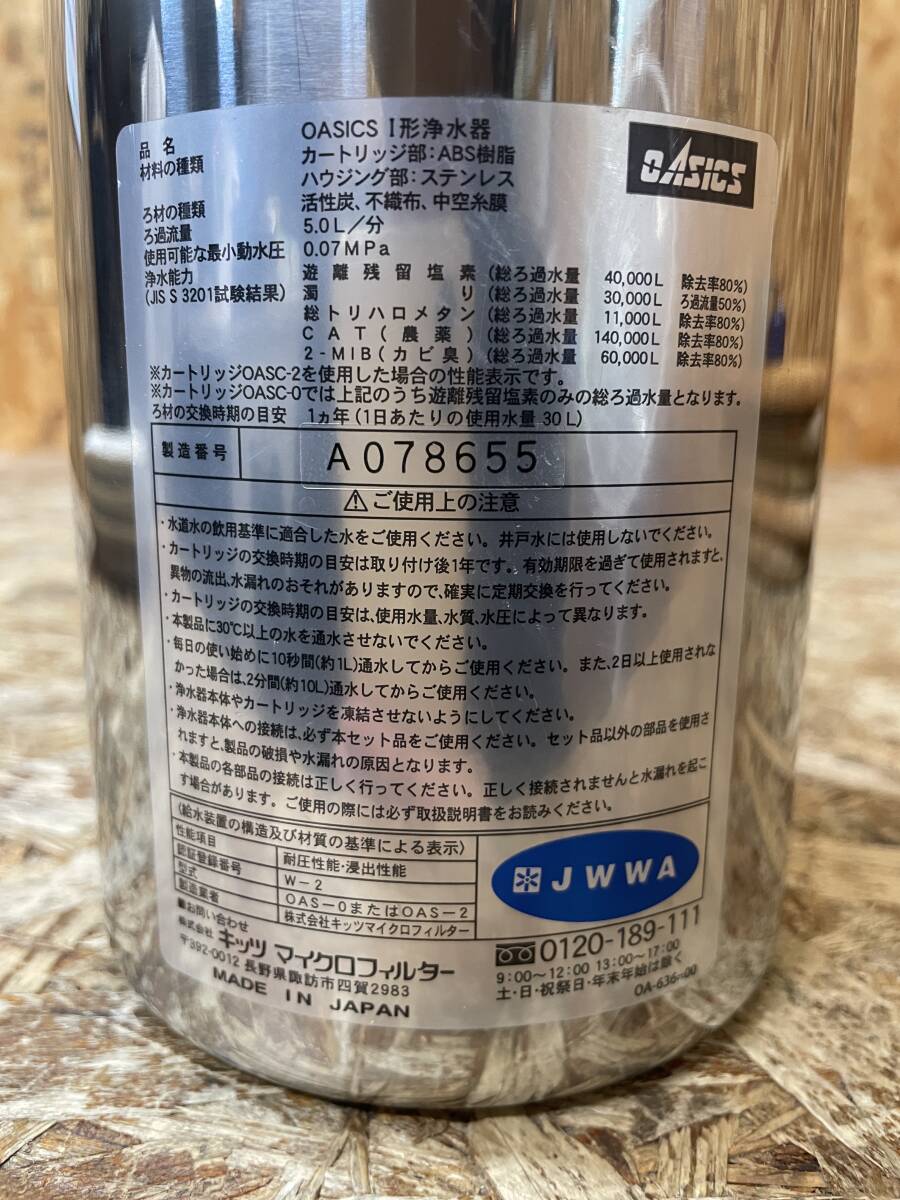 OASICS
品名 OASICS I形浄水器
材料の種類 カートリッジ部：ABS樹脂
ハウジング部：ステンレス
ろ材の種類 活性炭、不織布、中空糸膜
ろ過流量 5.0L／分
使用可能な最小動水圧 0.07MPa
浄水能力 遊離残留塩素 (総ろ過水量 40,000L 除去率80%)
(JIS S 3201試験結果) 濁り (総ろ過水量 30,000L ろ過流量50%)
総トリハロメタン (総ろ過水量 11,000L 除去率80%)
CAT(農薬) (総ろ過水量 140,000L 除去率80%)
2-MIB(カビ臭) (総ろ過水量 60,000L 除去率80%)
※カートリッジOASC-2を使用した場合の性能表示です。
※カートリッジOASC-0では上記のうち遊離残留塩素のみの総ろ過水量となります。
ろ材の交換時期の目安 1ヵ年(1日あたりの使用水量 30L)
製造番号 A078655
⚠ご使用上の注意
・水道水の飲用基準に適合した水をご使用ください。井戸水には使用しないでください。
・カートリッジの交換時期の目安は取り付け後1年です。有効期限を過ぎて使用されますと、
異物の流出、水漏れのおそれがありますので、確実に定期交換を行ってください。
・カートリッジの交換時期の目安は、使用水量、水質、水圧によって異なります。
・本製品に30℃以上の水を通水させないでください。
・毎日の使い始めに10秒間(約1L)通水してからご使用ください。また、2日以上使用されな
かった場合は、2分間(約10L)通水してからご使用ください。
・浄水器本体やカートリッジを凍結させないようにしてください。
・浄水器本体への接続は、必ず本セット品をご使用ください。セット品以外の部品を使用さ
れますと、製品の破損や水漏れの原因となります。
・本製品の各部品の接続は正しく行ってください。正しく接続されませんと水漏れを起こ
す場合があります。ご使用の際には必ず取扱説明書をお読みください。
〈給水装置の構造及び材質の基準による表示〉
性能項目 耐圧性能・浸出性能
認証登録番号 W-2
型式 OAS-0またはOAS-2
製造業者 株式会社キッツマイクロフィルター
JWWA
■お問い合わせ
株式会社 キッツ マイクロフィルター
〒392-0012 長野県諏訪市四賀2983
MADE IN JAPAN
0120-189-111
9：00～12：00 13：00～17：00
土・日・祝祭日・年末年始は除く